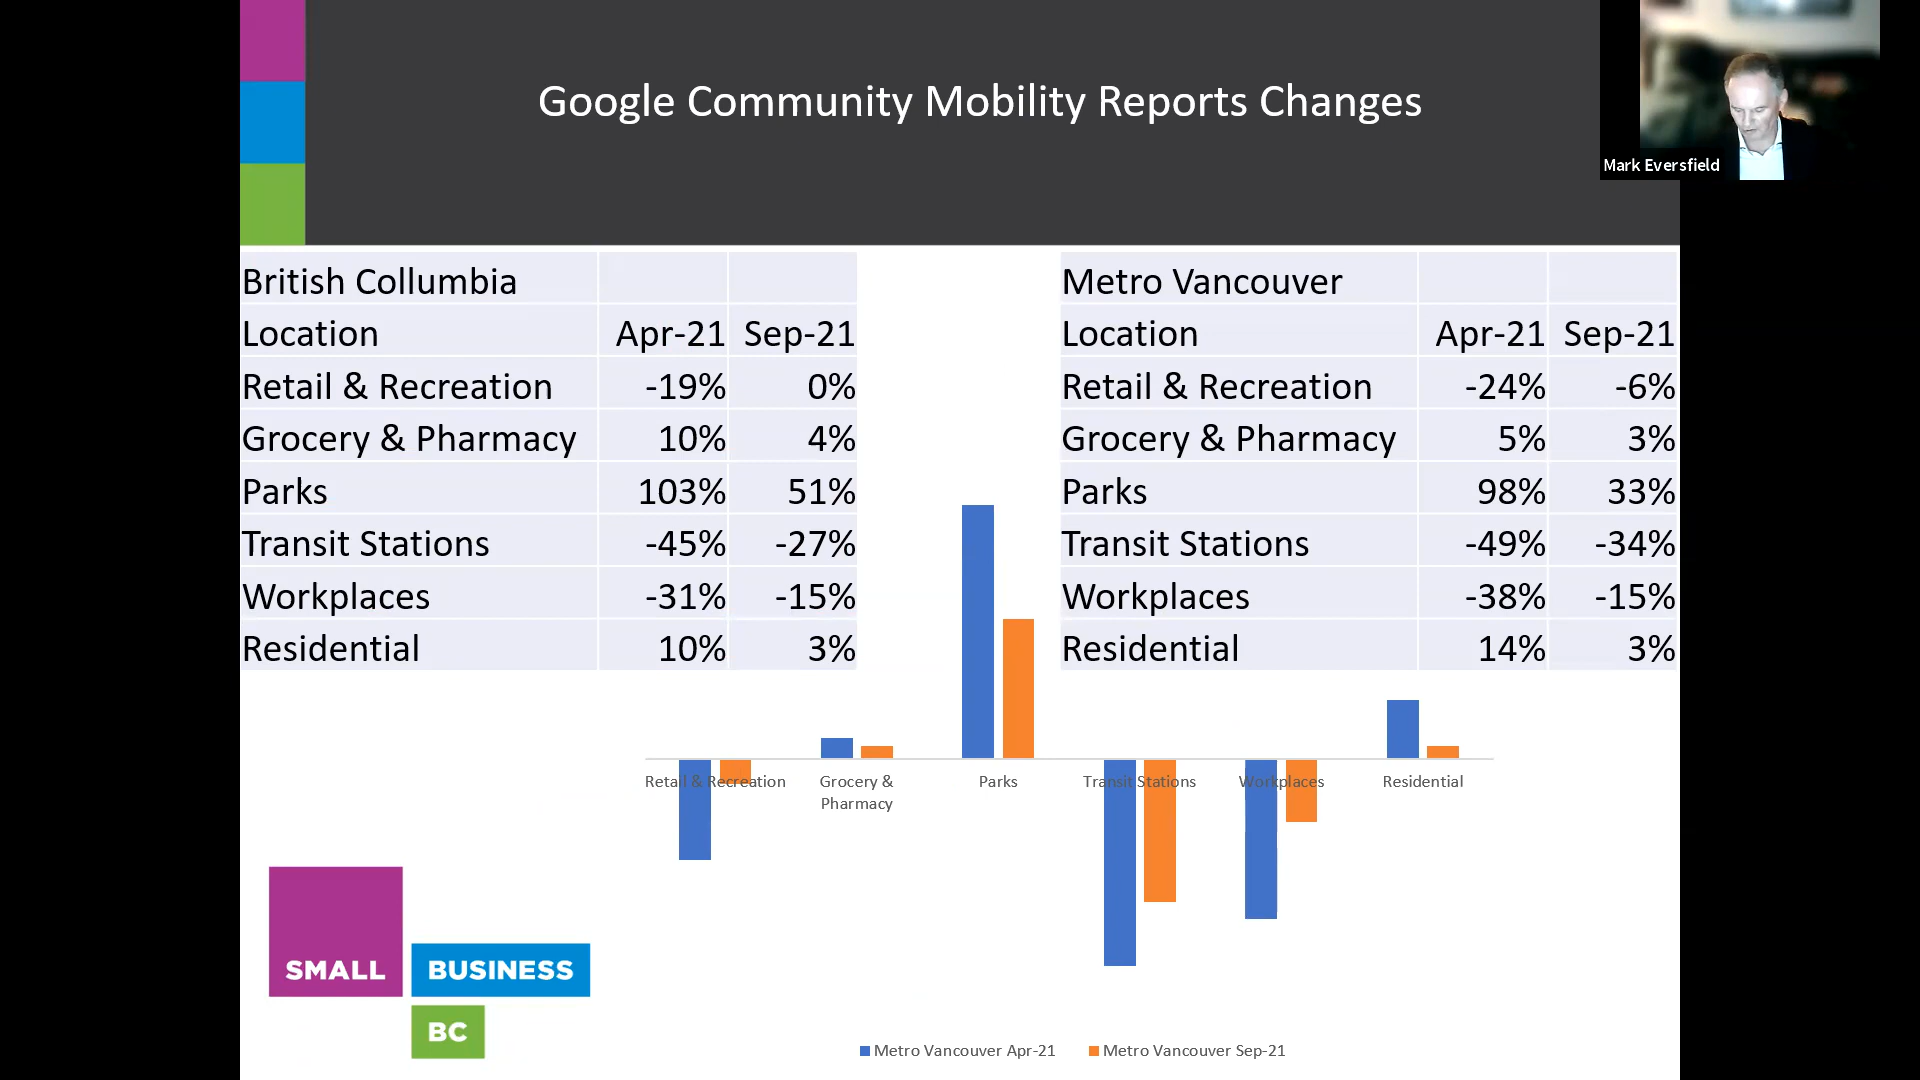 Google Community Mobility Reports Changes
Mark Eversfield
British Collumbia
Location Apr-21 Sep-21
Retail & Recreation -19% 0%
Grocery & Pharmacy 10% 4%
Parks 103% 51%
Transit Stations -45% -27%
Workplaces -31% -15%
Residential 10% 3%
Metro Vancouver
Location Apr-21 Sep-21
Retail & Recreation -24% -6%
Grocery & Pharmacy 5% 3%
Parks 98% 33%
Transit Stations -49% -34%
Workplaces -38% -15%
Residential 14% 3%
Retail & Recreation
Grocery &
Pharmacy
Parks
Transit Stations
Workplaces
Residential
SMALL
BUSINESS
BC
Metro Vancouver Apr-21
Metro Vancouver Sep-21